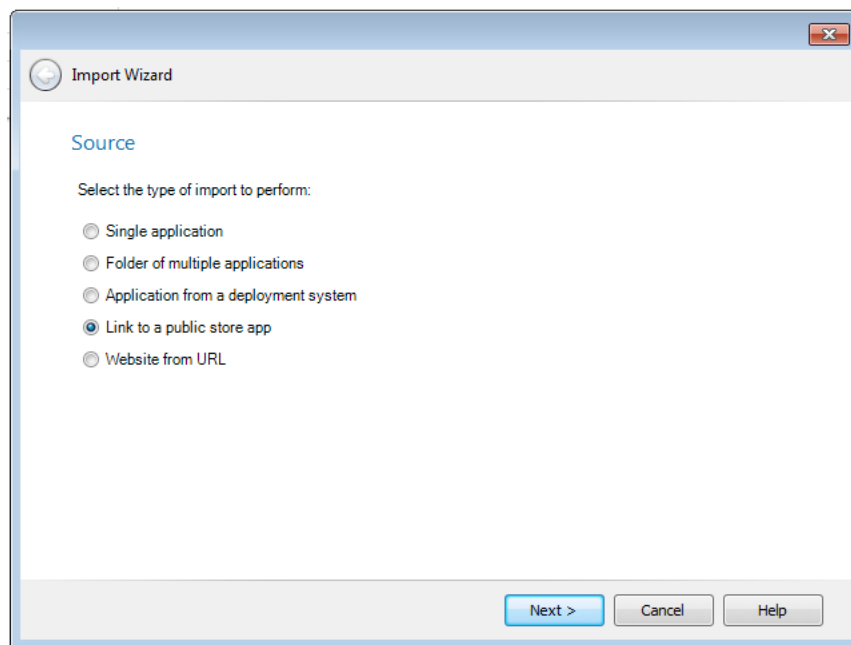 Import Wizard
Source
Select the type of import to perform:
Single application
Folder of multiple applications
Application from a deployment system
Link to a public store app
Website from URL
Next > Cancel Help